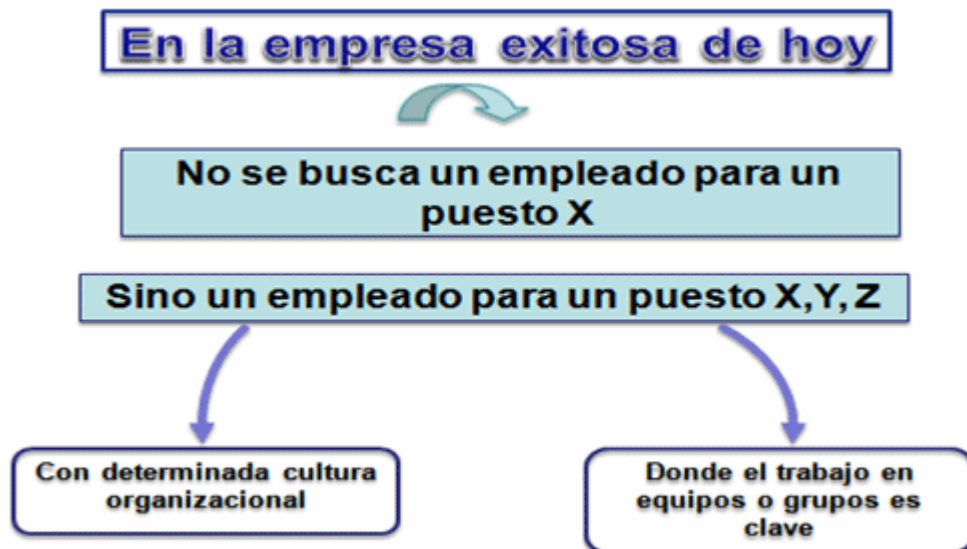 En la empresa exitosa de hoy
No se busca un empleado para un
puesto X
Sino un empleado para un puesto X,Y, Z
Con determinada cultura
organizacional
Donde el trabajo en
equipos o grupos es
clave